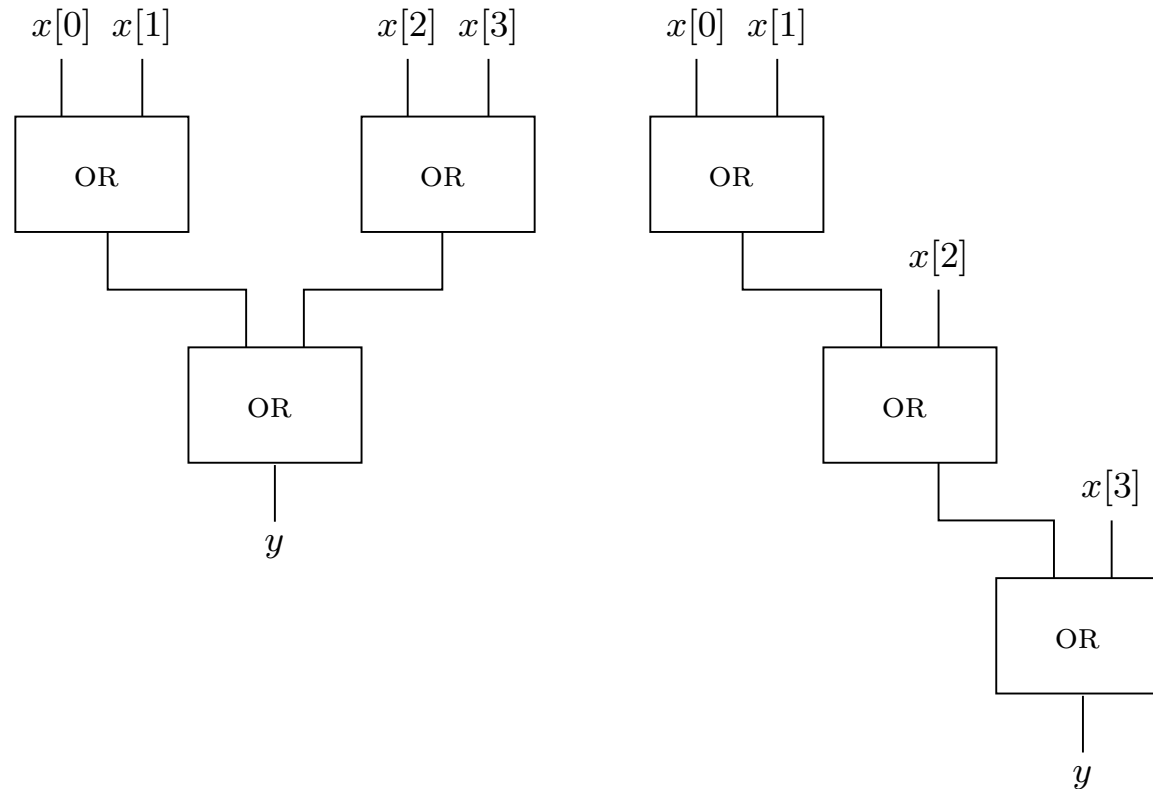 x[0] x[1] x[2] x[3] x[0] x[1]
OR OR OR
x[2]
OR OR
x[3]
y
OR
y